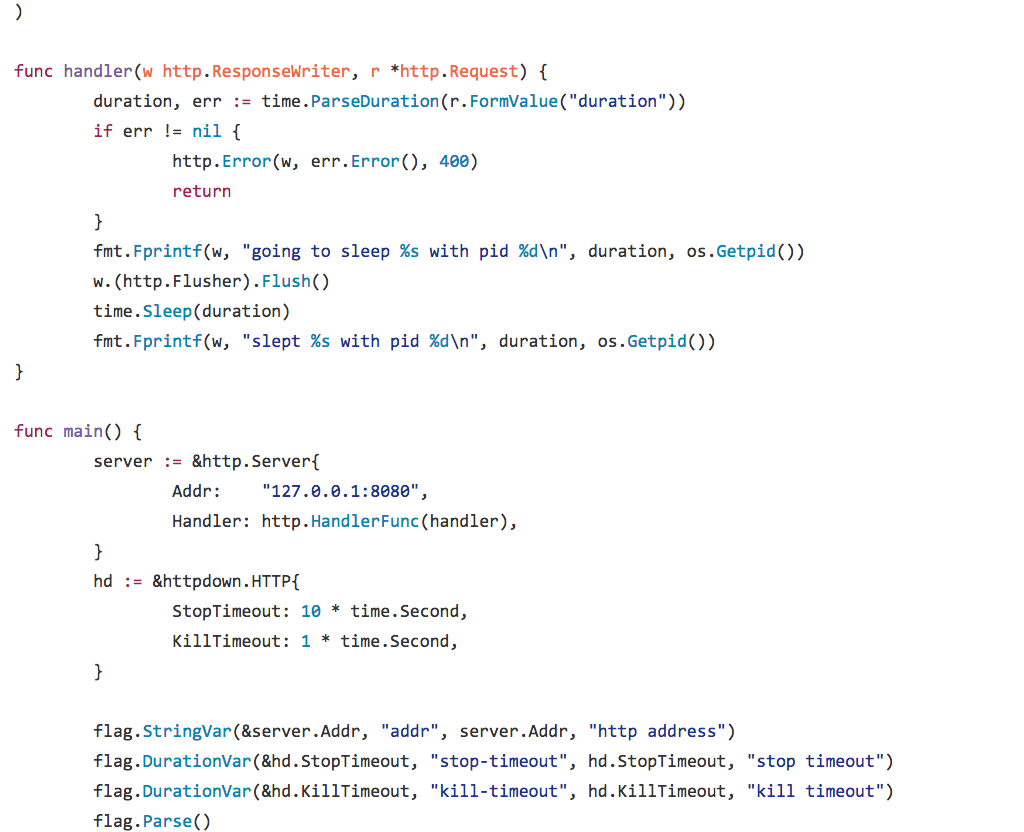 )
func handler(w http.ResponseWriter, r *http.Request) {
        duration, err := time.ParseDuration(r.FormValue("duration"))
        if err != nil {
                http.Error(w, err.Error(), 400)
                return
        }
        fmt.Fprintf(w, "going to sleep %s with pid %d\n", duration, os.Getpid())
        w.(http.Flusher).Flush()
        time.Sleep(duration)
        fmt.Fprintf(w, "slept %s with pid %d\n", duration, os.Getpid())
}
func main() {
        server := &http.Server{
                Addr:    "127.0.0.1:8080",
                Handler: http.HandlerFunc(handler),
        }
        hd := &httpdown.HTTP{
                StopTimeout: 10 * time.Second,
                KillTimeout: 1 * time.Second,
        }
        flag.StringVar(&server.Addr, "addr", server.Addr, "http address")
        flag.DurationVar(&hd.StopTimeout, "stop-timeout", hd.StopTimeout, "stop timeout")
        flag.DurationVar(&hd.KillTimeout, "kill-timeout", hd.KillTimeout, "kill timeout")
        flag.Parse()